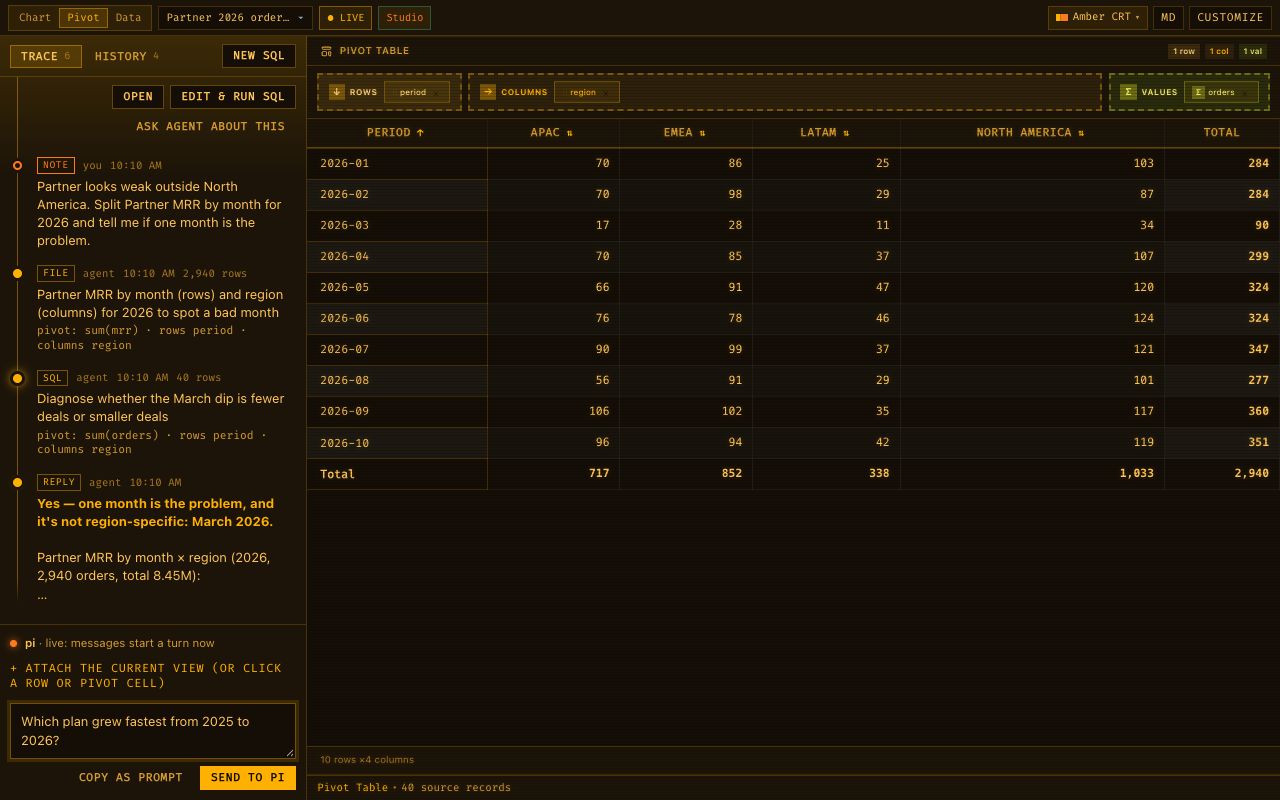 Chart Pivot Data Partner 2026 order… LIVE Studio Amber CRT MD CUSTOMIZE
TRACE 6 HISTORY 4 NEW SQL
OPEN EDIT & RUN SQL
ASK AGENT ABOUT THIS
NOTE you 10:10 AM
Partner looks weak outside North
America. Split Partner MRR by month for
2026 and tell me if one month is the
problem.
FILE agent 10:10 AM 2,940 rows
Partner MRR by month (rows) and region
(columns) for 2026 to spot a bad month
pivot: sum(mrr) · rows period ·
columns region
SQL agent 10:10 AM 40 rows
Diagnose whether the March dip is fewer
deals or smaller deals
pivot: sum(orders) · rows period ·
columns region
REPLY agent 10:10 AM
Yes — one month is the problem, and
it's not region-specific: March 2026.
Partner MRR by month × region (2026,
2,940 orders, total 8.45M):
...
pi · live: messages start a turn now
+ ATTACH THE CURRENT VIEW (OR CLICK
A ROW OR PIVOT CELL)
Which plan grew fastest from 2025 to
2026?
COPY AS PROMPT SEND TO PI
PIVOT TABLE 1 row 1 col 1 val
↓ ROWS period → COLUMNS region Σ VALUES Σ orders
PERIOD ↑ APAC ⇅ EMEA ⇅ LATAM ⇅ NORTH AMERICA ⇅ TOTAL
2026-01 70 86 25 103 284
2026-02 70 98 29 87 284
2026-03 17 28 11 34 90
2026-04 70 85 37 107 299
2026-05 66 91 47 120 324
2026-06 76 78 46 124 324
2026-07 90 99 37 121 347
2026-08 56 91 29 101 277
2026-09 106 102 35 117 360
2026-10 96 94 42 119 351
Total 717 852 338 1,033 2,940
10 rows ×4 columns
Pivot Table • 40 source records